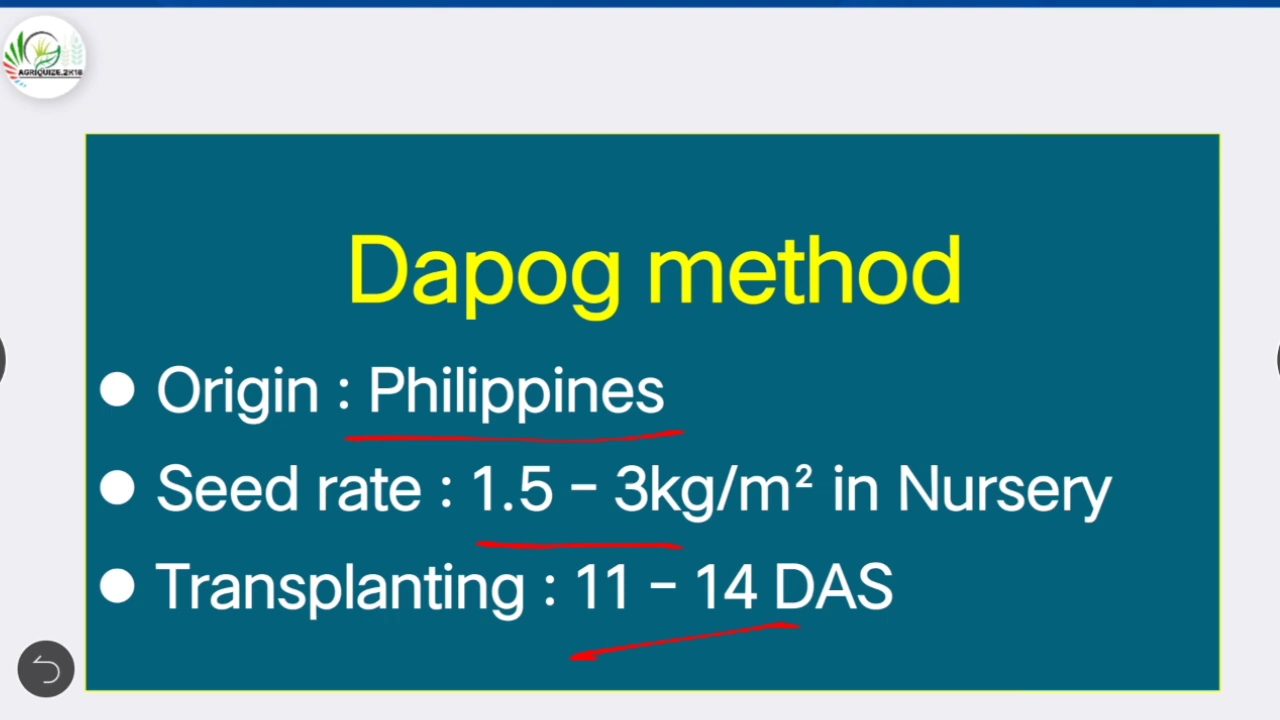 AGRIQUIZE.2K18
Dapog method
● Origin : Philippines
● Seed rate : 1.5 – 3kg/m² in Nursery
● Transplanting : 11 – 14 DAS